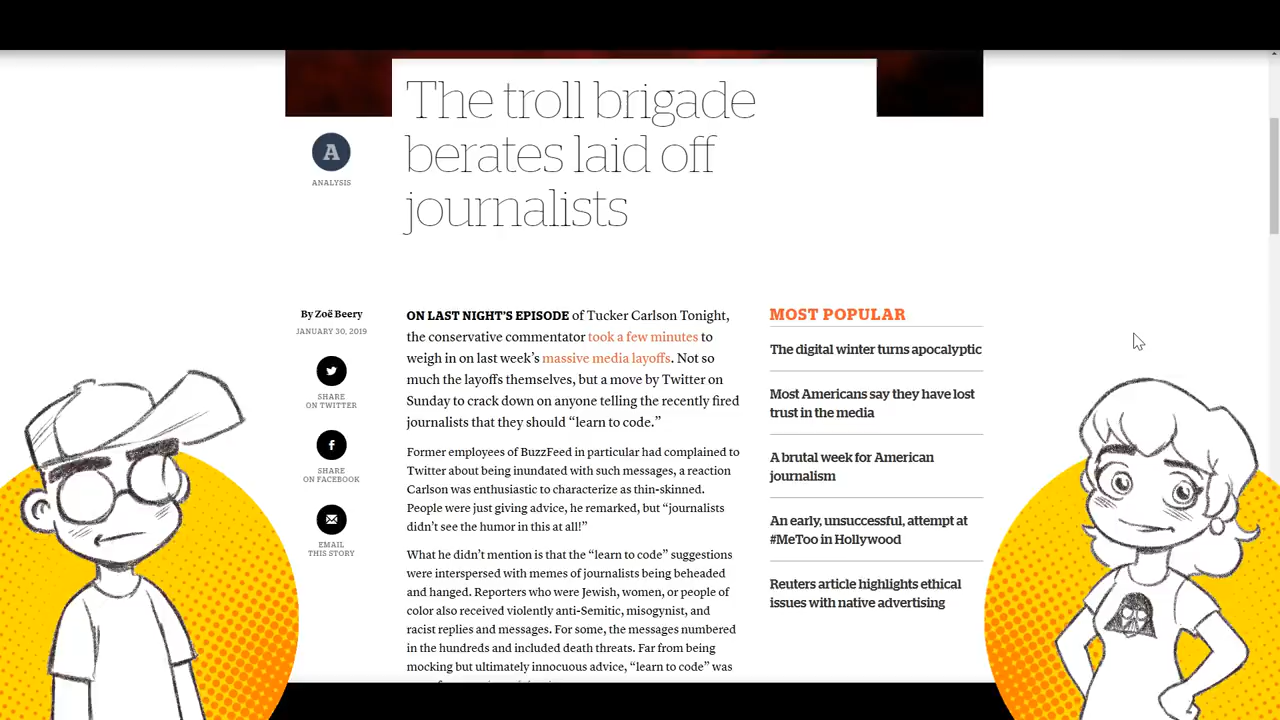 The troll brigade
berates laid off
journalists
A
ANALYSIS
By Zoë Beery
JANUARY 30, 2019
SHARE
ON TWITTER
SHARE
ON FACEBOOK
EMAIL
THIS STORY
ON LAST NIGHT'S EPISODE of Tucker Carlson Tonight,
the conservative commentator took a few minutes to
weigh in on last week's massive media layoffs. Not so
much the layoffs themselves, but a move by Twitter on
Sunday to crack down on anyone telling the recently fired
journalists that they should “learn to code.”
Former employees of BuzzFeed in particular had complained to
Twitter about being inundated with such messages, a reaction
Carlson was enthusiastic to characterize as thin-skinned.
People were just giving advice, he remarked, but “journalists
didn't see the humor in this at all!”
What he didn't mention is that the “learn to code” suggestions
were interspersed with memes of journalists being beheaded
and hanged. Reporters who were Jewish, women, or people of
color also received violently anti-Semitic, misogynist, and
racist replies and messages. For some, the messages numbered
in the hundreds and included death threats. Far from being
mocking but ultimately innocuous advice, “learn to code” was
MOST POPULAR
The digital winter turns apocalyptic
Most Americans say they have lost
trust in the media
A brutal week for American
journalism
An early, unsuccessful, attempt at
#MeToo in Hollywood
Reuters article highlights ethical
issues with native advertising